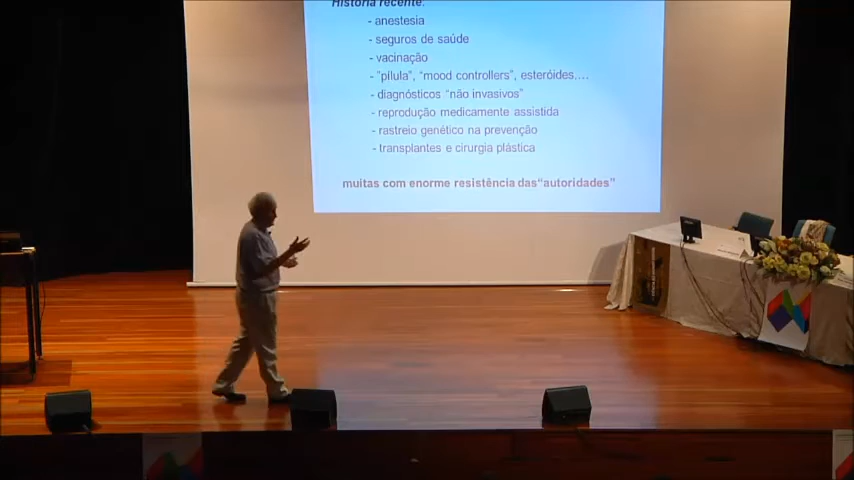 História recente:
- anestesia
- seguros de saúde
- vacinação
- "pílula", "mood controllers", esteróides,...
- diagnósticos "não invasivos"
- reprodução medicamente assistida
- rastreio genético na prevenção
- transplantes e cirurgia plástica
muitas com enorme resistência das "autoridades"